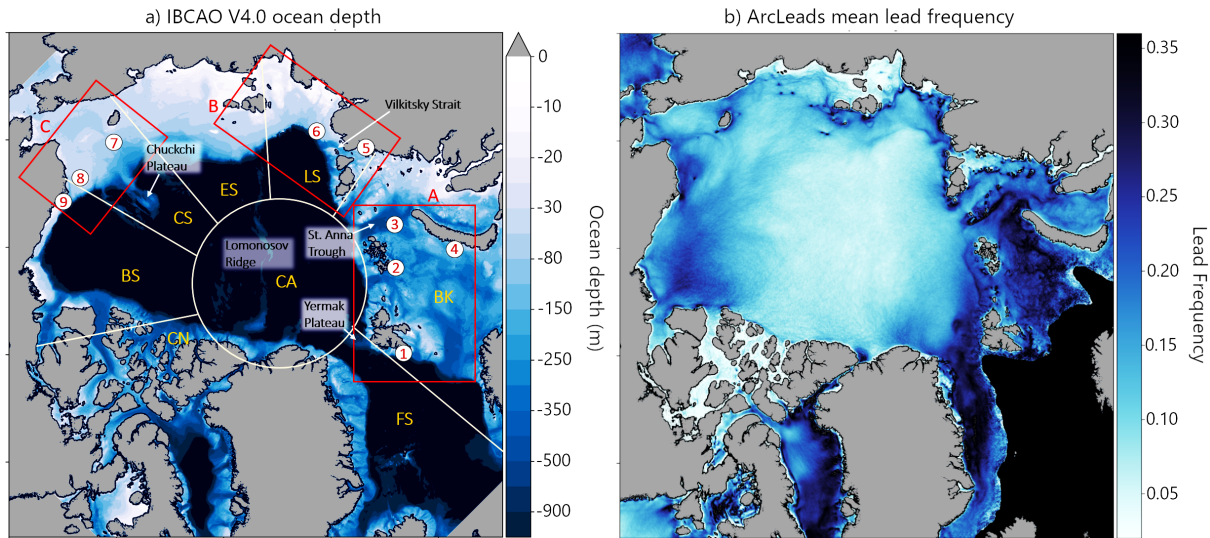 a) IBCAO V4.0 ocean depth
b) ArcLeads mean lead frequency
B
C
Vilkitsky Strait
6
7
5
Chuckchi
Plateau
8
ES
LS
A
9
CS
3
St. Anna
Trough
4
Lomonosov
Ridge
2
BS
CA
BK
Yermak
Plateau
CN
1
FS
0
-10
-20
-30
-80
-150
-250
-350
-500
-900
Ocean depth (m)
0.35
0.30
0.25
0.20
0.15
0.10
0.05
Lead Frequency